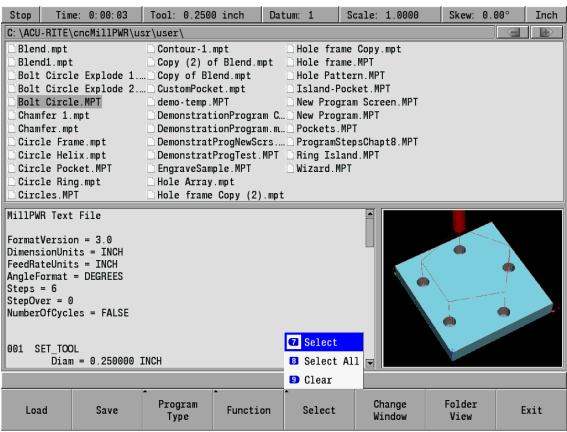 Stop Time: 0:00:03 Tool: 0.2500 inch Datum: 1 Scale: 1.0000 Skew: 0.00° Inch
C: \ACU-RITE\cncMillPWR\usr\user\
Blend.mpt
Blend1.mpt
Bolt Circle Explode 1....
Bolt Circle Explode 2....
Bolt Circle.MPT
Chamfer 1.mpt
Chamfer.mpt
Circle Frame.mpt
Circle Helix.mpt
Circle Pocket.MPT
Circle Ring.mpt
Circles.MPT
Contour-1.mpt
Copy (2) of Blend.mpt
Copy of Blend.mpt
CustomPocket.mpt
demo-temp.MPT
DemonstrationProgram C...
DemonstrationProgram.m...
DemonstratProgNewScrs....
DemonstratProgTest.MPT
EngraveSample.MPT
Hole Array.mpt
Hole frame Copy (2).mpt
Hole frame Copy.MPT
Hole frame.MPT
Hole Pattern.MPT
Island-Pocket.MPT
New Program Screen.MPT
New Program.MPT
Pockets.MPT
ProgramStepsChapt8.MPT
Ring Island.MPT
Wizard.MPT
MillPWR Text File
FormatVersion = 3.0
DimensionUnits = INCH
FeedRateUnits = INCH
AngleFormat = DEGREES
Steps = 6
StepOver = 0
NumberOfCycles = FALSE
001 SET_TOOL
Diam = 0.250000 INCH
7 Select
8 Select All
9 Clear
Load
Save
Program
Type
Function
Select
Change
Window
Folder
View
Exit